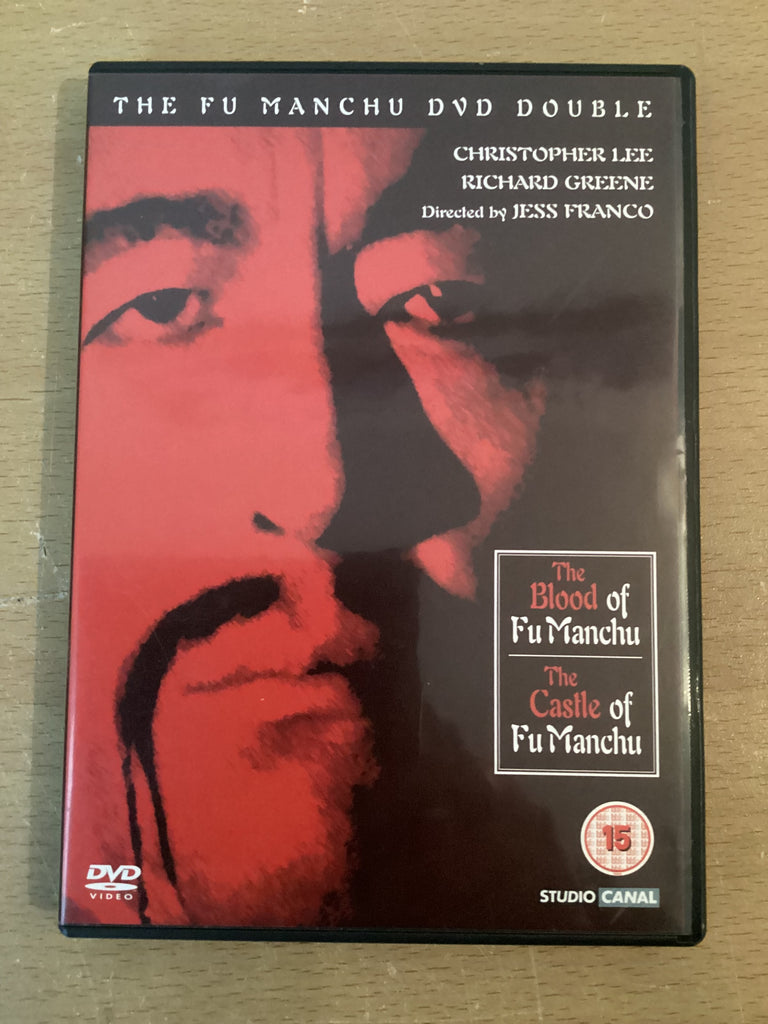 THE FU MANCHU DVD DOUBLE
CHRISTOPHER LEE
RICHARD GREENE
Directed by JESS FRANCO
The
Blood of
Fu Manchu
The
Castle of
Fu Manchu
15
DVD
VIDEO
STUDIO CANAL